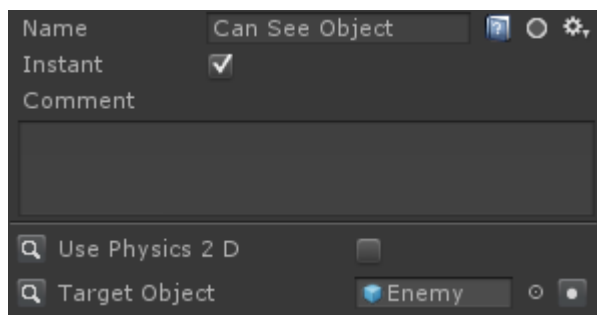 Name Can See Object
Instant
Comment
Use Physics 2 D
Target Object Enemy